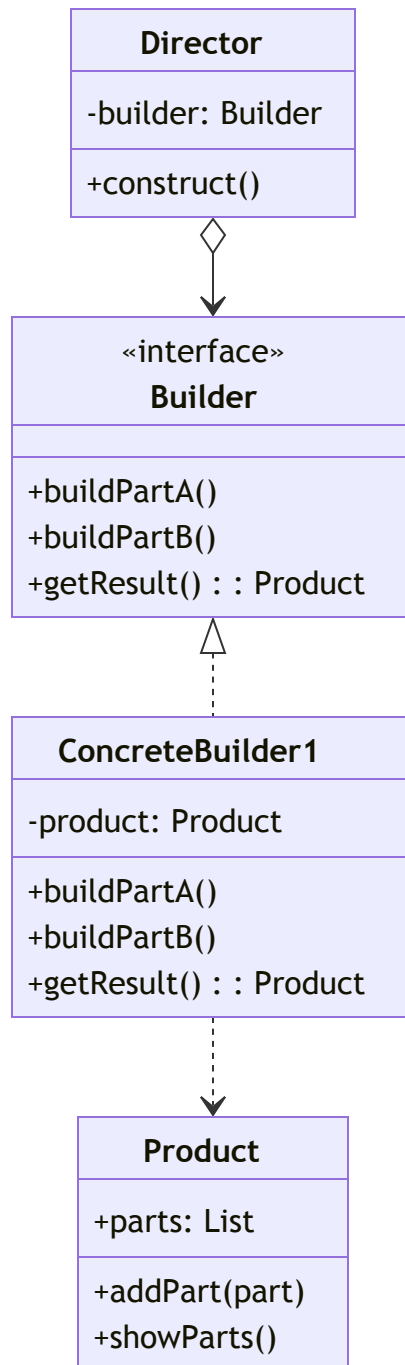 Director
-builder: Builder
+construct()
«interface»
Builder
+buildPartA()
+buildPartB()
+getResult() : : Product
ConcreteBuilder1
-product: Product
+buildPartA()
+buildPartB()
+getResult() : : Product
Product
+parts: List
+addPart(part)
+showParts()